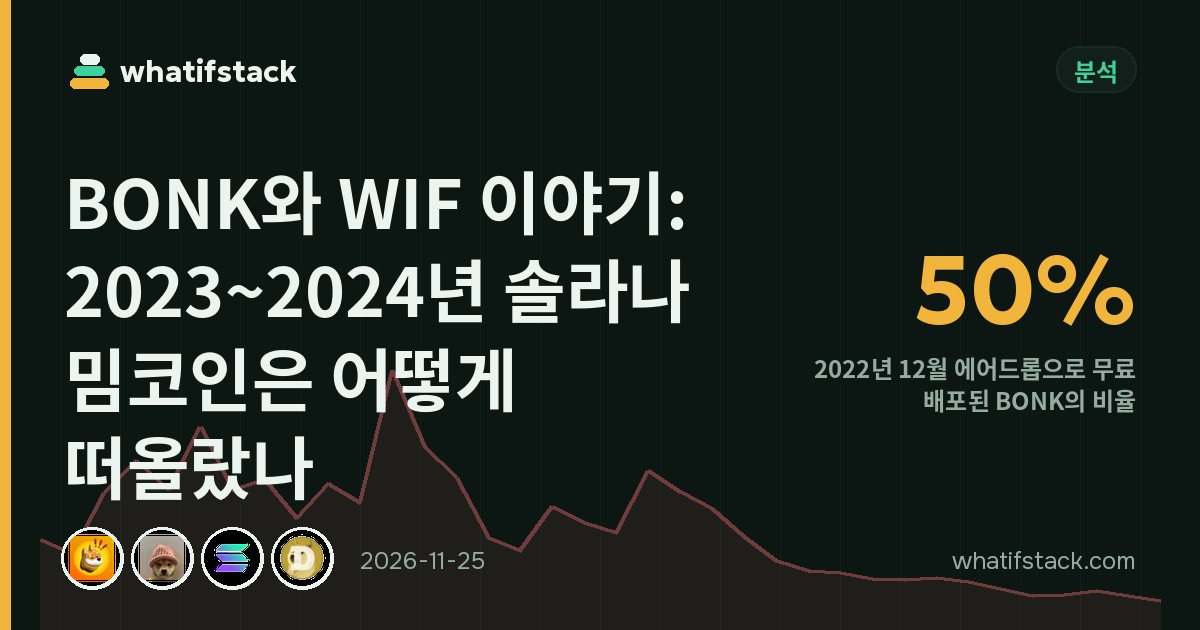 whatifstack
분석
BONK와 WIF 이야기:
2023~2024년 솔라나
밈코인은 어떻게
떠올랐나
50%
2022년 12월 에어드롭으로 무료
배포된 BONK의 비율
2026-11-25
whatifstack.com